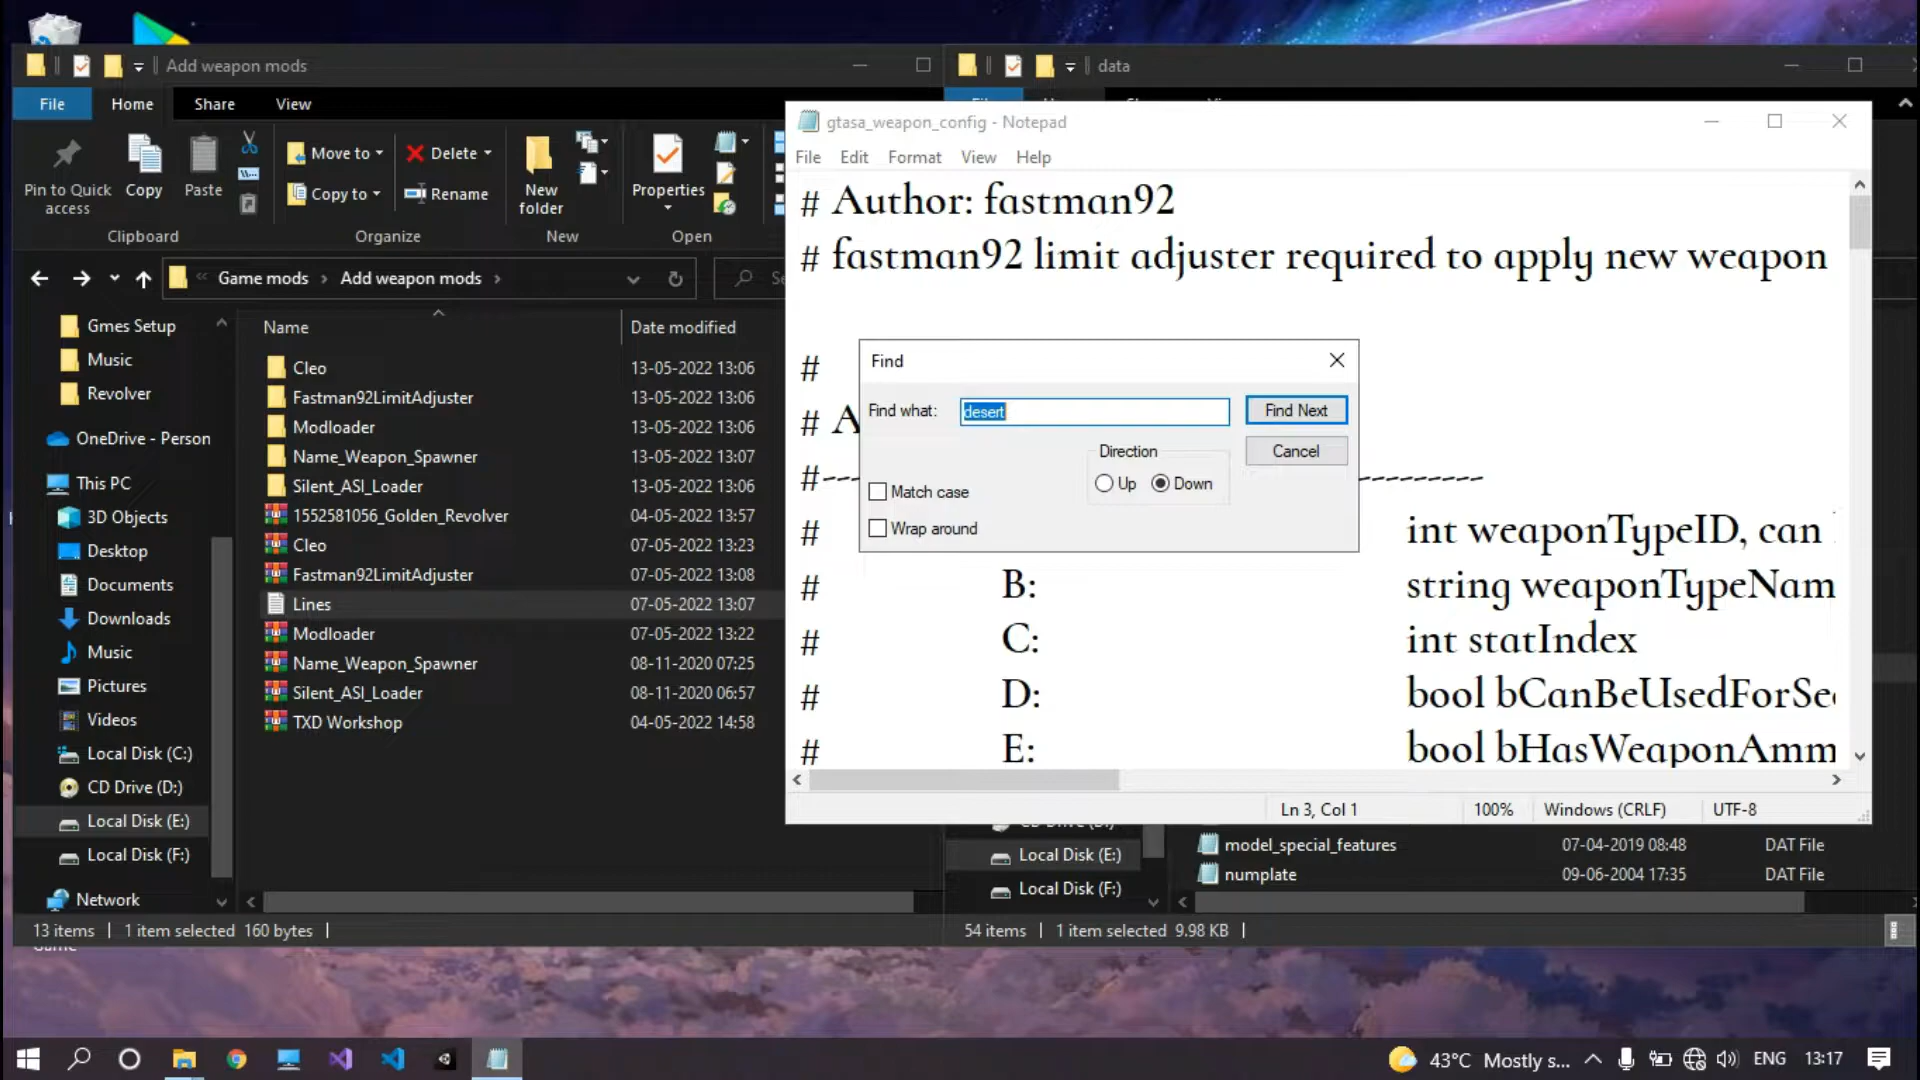 Add weapon mods
File
Home
Share
View
Pin to Quick access
Copy
Paste
Move to
Copy to
Delete
Rename
New folder
Properties
Clipboard
Organize
New
Open
Game mods
Add weapon mods
Gmes Setup
Music
Revolver
OneDrive - Person
This PC
3D Objects
Desktop
Documents
Downloads
Music
Pictures
Videos
Local Disk (C:)
CD Drive (D:)
Local Disk (E:)
Local Disk (F:)
Network
Name Date modified
Cleo 13-05-2022 13:06
Fastman92LimitAdjuster 13-05-2022 13:06
Modloader 13-05-2022 13:06
Name_Weapon_Spawner 13-05-2022 13:07
Silent_ASI_Loader 13-05-2022 13:06
1552581056_Golden_Revolver 04-05-2022 13:57
Cleo 07-05-2022 13:23
Fastman92LimitAdjuster 07-05-2022 13:08
Lines 07-05-2022 13:07
Modloader 07-05-2022 13:22
Name_Weapon_Spawner 08-11-2020 07:25
Silent_ASI_Loader 08-11-2020 06:57
TXD Workshop 04-05-2022 14:58
13 items 1 item selected 160 bytes
data
gtasa_weapon_config - Notepad
File Edit Format View Help
# Author: fastman92
# fastman92 limit adjuster required to apply new weapon
#
# A
#--
# int weaponTypeID, can
# B: string weaponTypeNam
# C: int statIndex
# D: bool bCanBeUsedForSe
# E: bool bHasWeaponAmm
Find
Find what: desert
Find Next
Cancel
Direction
Up Down
Match case
Wrap around
Ln 3, Col 1 100% Windows (CRLF) UTF-8
Local Disk (E:)
Local Disk (F:)
model_special_features 07-04-2019 08:48 DAT File
numplate 09-06-2004 17:35 DAT File
54 items 1 item selected 9.98 KB
43°C Mostly s... ENG 13:17